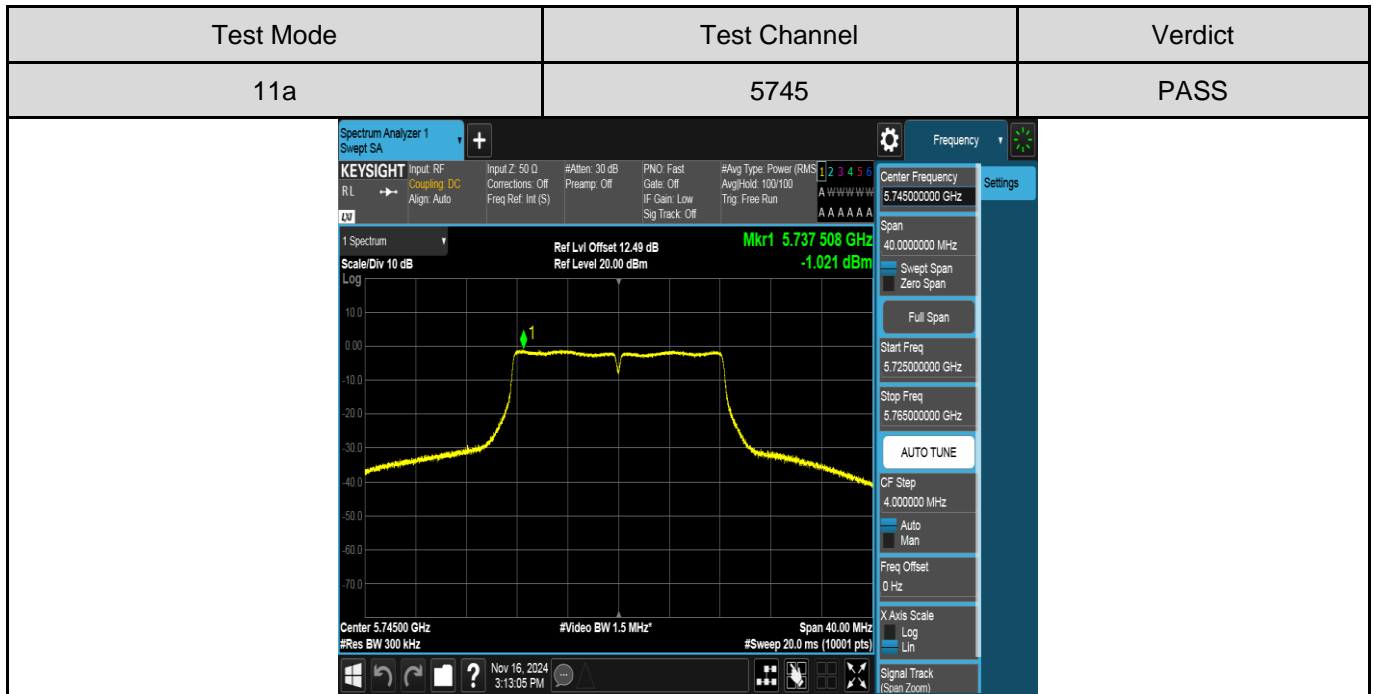 Test Mode Test Channel Verdict
11a 5745 PASS
Spectrum Analyzer 1
Swept SA
+
Frequency
KEYSIGHT
R L
LXI
Input: RF
Coupling: DC
Align: Auto
Input Z: 50 Ω
Corrections: Off
Freq Ref: Int (S)
#Atten: 30 dB
Preamp: Off
PNO: Fast
Gate: Off
IF Gain: Low
Sig Track: Off
#Avg Type: Power (RMS
Avg|Hold: 100/100
Trig: Free Run
1 2 3 4 5 6
A W W W W W
A A A A A A
1 Spectrum
Scale/Div 10 dB
Ref Lvl Offset 12.49 dB
Ref Level 20.00 dBm
Mkr1 5.737 508 GHz
-1.021 dBm
Log
10.0
0.00
-10.0
-20.0
-30.0
-40.0
-50.0
-60.0
-70.0
1
Center 5.74500 GHz
#Res BW 300 kHz
#Video BW 1.5 MHz*
Span 40.00 MHz
#Sweep 20.0 ms (10001 pts)
?
Nov 16, 2024
3:13:05 PM
Center Frequency
5.745000000 GHz
Settings
Span
40.0000000 MHz
Swept Span
Zero Span
Full Span
Start Freq
5.725000000 GHz
Stop Freq
5.765000000 GHz
AUTO TUNE
CF Step
4.000000 MHz
Auto
Man
Freq Offset
0 Hz
X Axis Scale
Log
Lin
Signal Track
(Span Zoom)